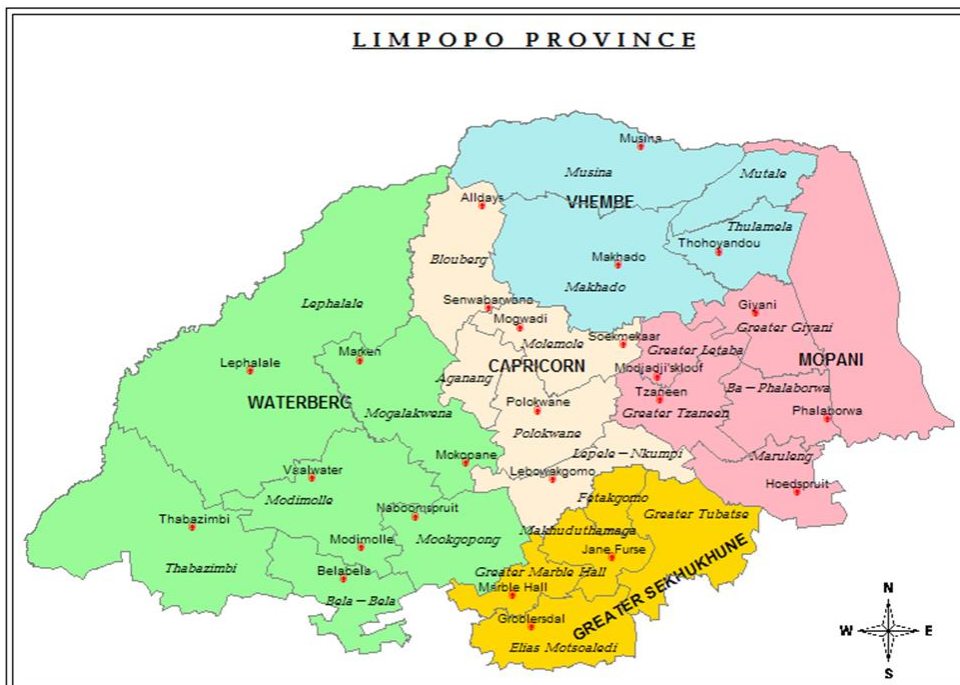 LIMPOPO PROVINCE
Musina
Musina
Mutale
VHEMBE
Alldays
Thulamela
Thohoyandou
Blouberg
Makhado
Makhado
Lephalale
Senwabarwana
Giyani
Mogwadi
Greater Giyani
Molemole
Soekmekaar
Marken
Greater Letaba
Lephalale
CAPRICORN
MOPANI
Aganang
Modjadji'skloof
Ba-Phalaborwa
Tzaneen
WATERBERG
Polokwane
Mogalakwena
Greater Tzaneen
Phalaborwa
Polokwane
Mokopane
Lepele-Nkumpi
Maruleng
Vaalwater
Lebowakgomo
Hoedspruit
Modimolle
Fetakgomo
Naboomspruit
Greater Tubatse
Thabazimbi
Makhuduthamaga
Modimolle
Mookgopong
Jane Furse
Thabazimbi
Belabela
Greater Marble Hall
Marble Hall
GREATER SEKHUKHUNE
Bela-Bela
Groblersdal
Elias Motsoaledi
N
W E
S